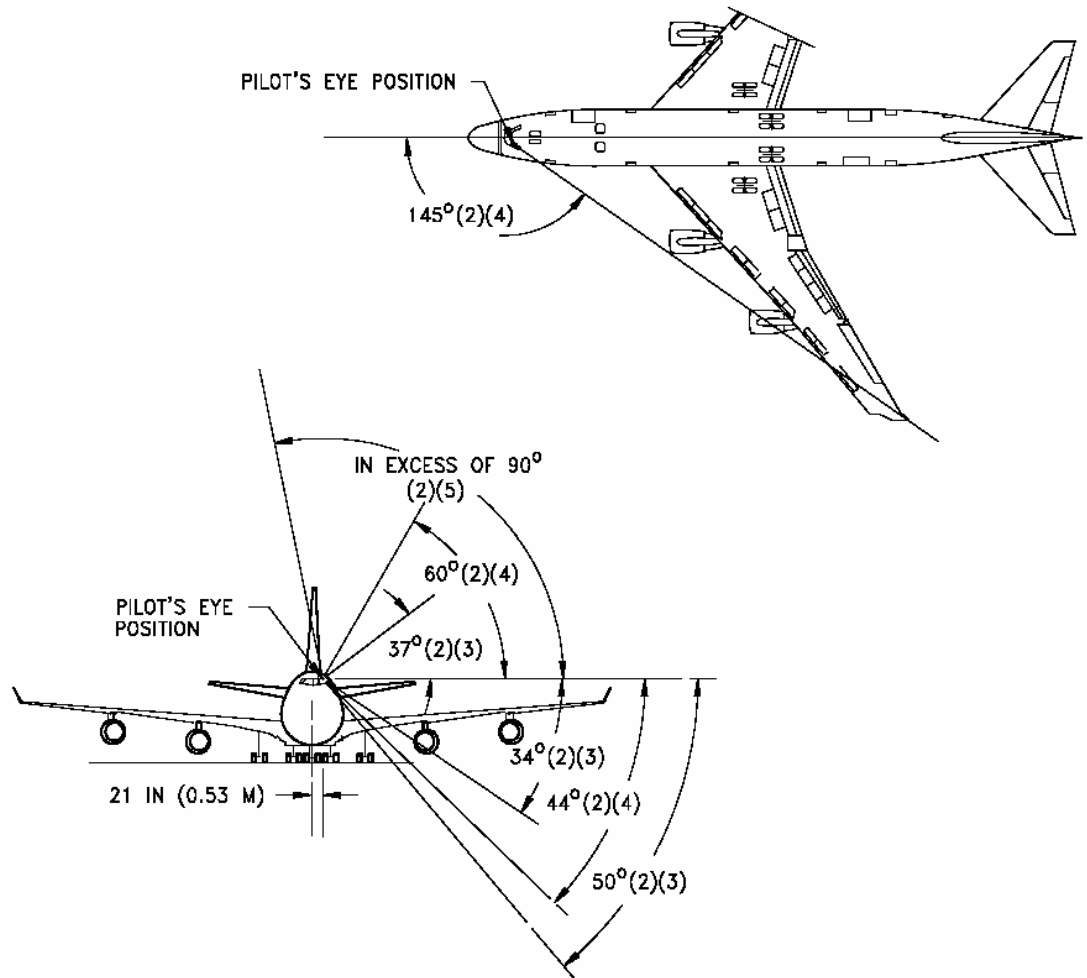 PILOT'S EYE POSITION
145°(2)(4)
IN EXCESS OF 90°
(2)(5)
60°(2)(4)
PILOT'S EYE
POSITION
37°(2)(3)
34°(2)(3)
21 IN (0.53 M)
44°(2)(4)
50°(2)(3)